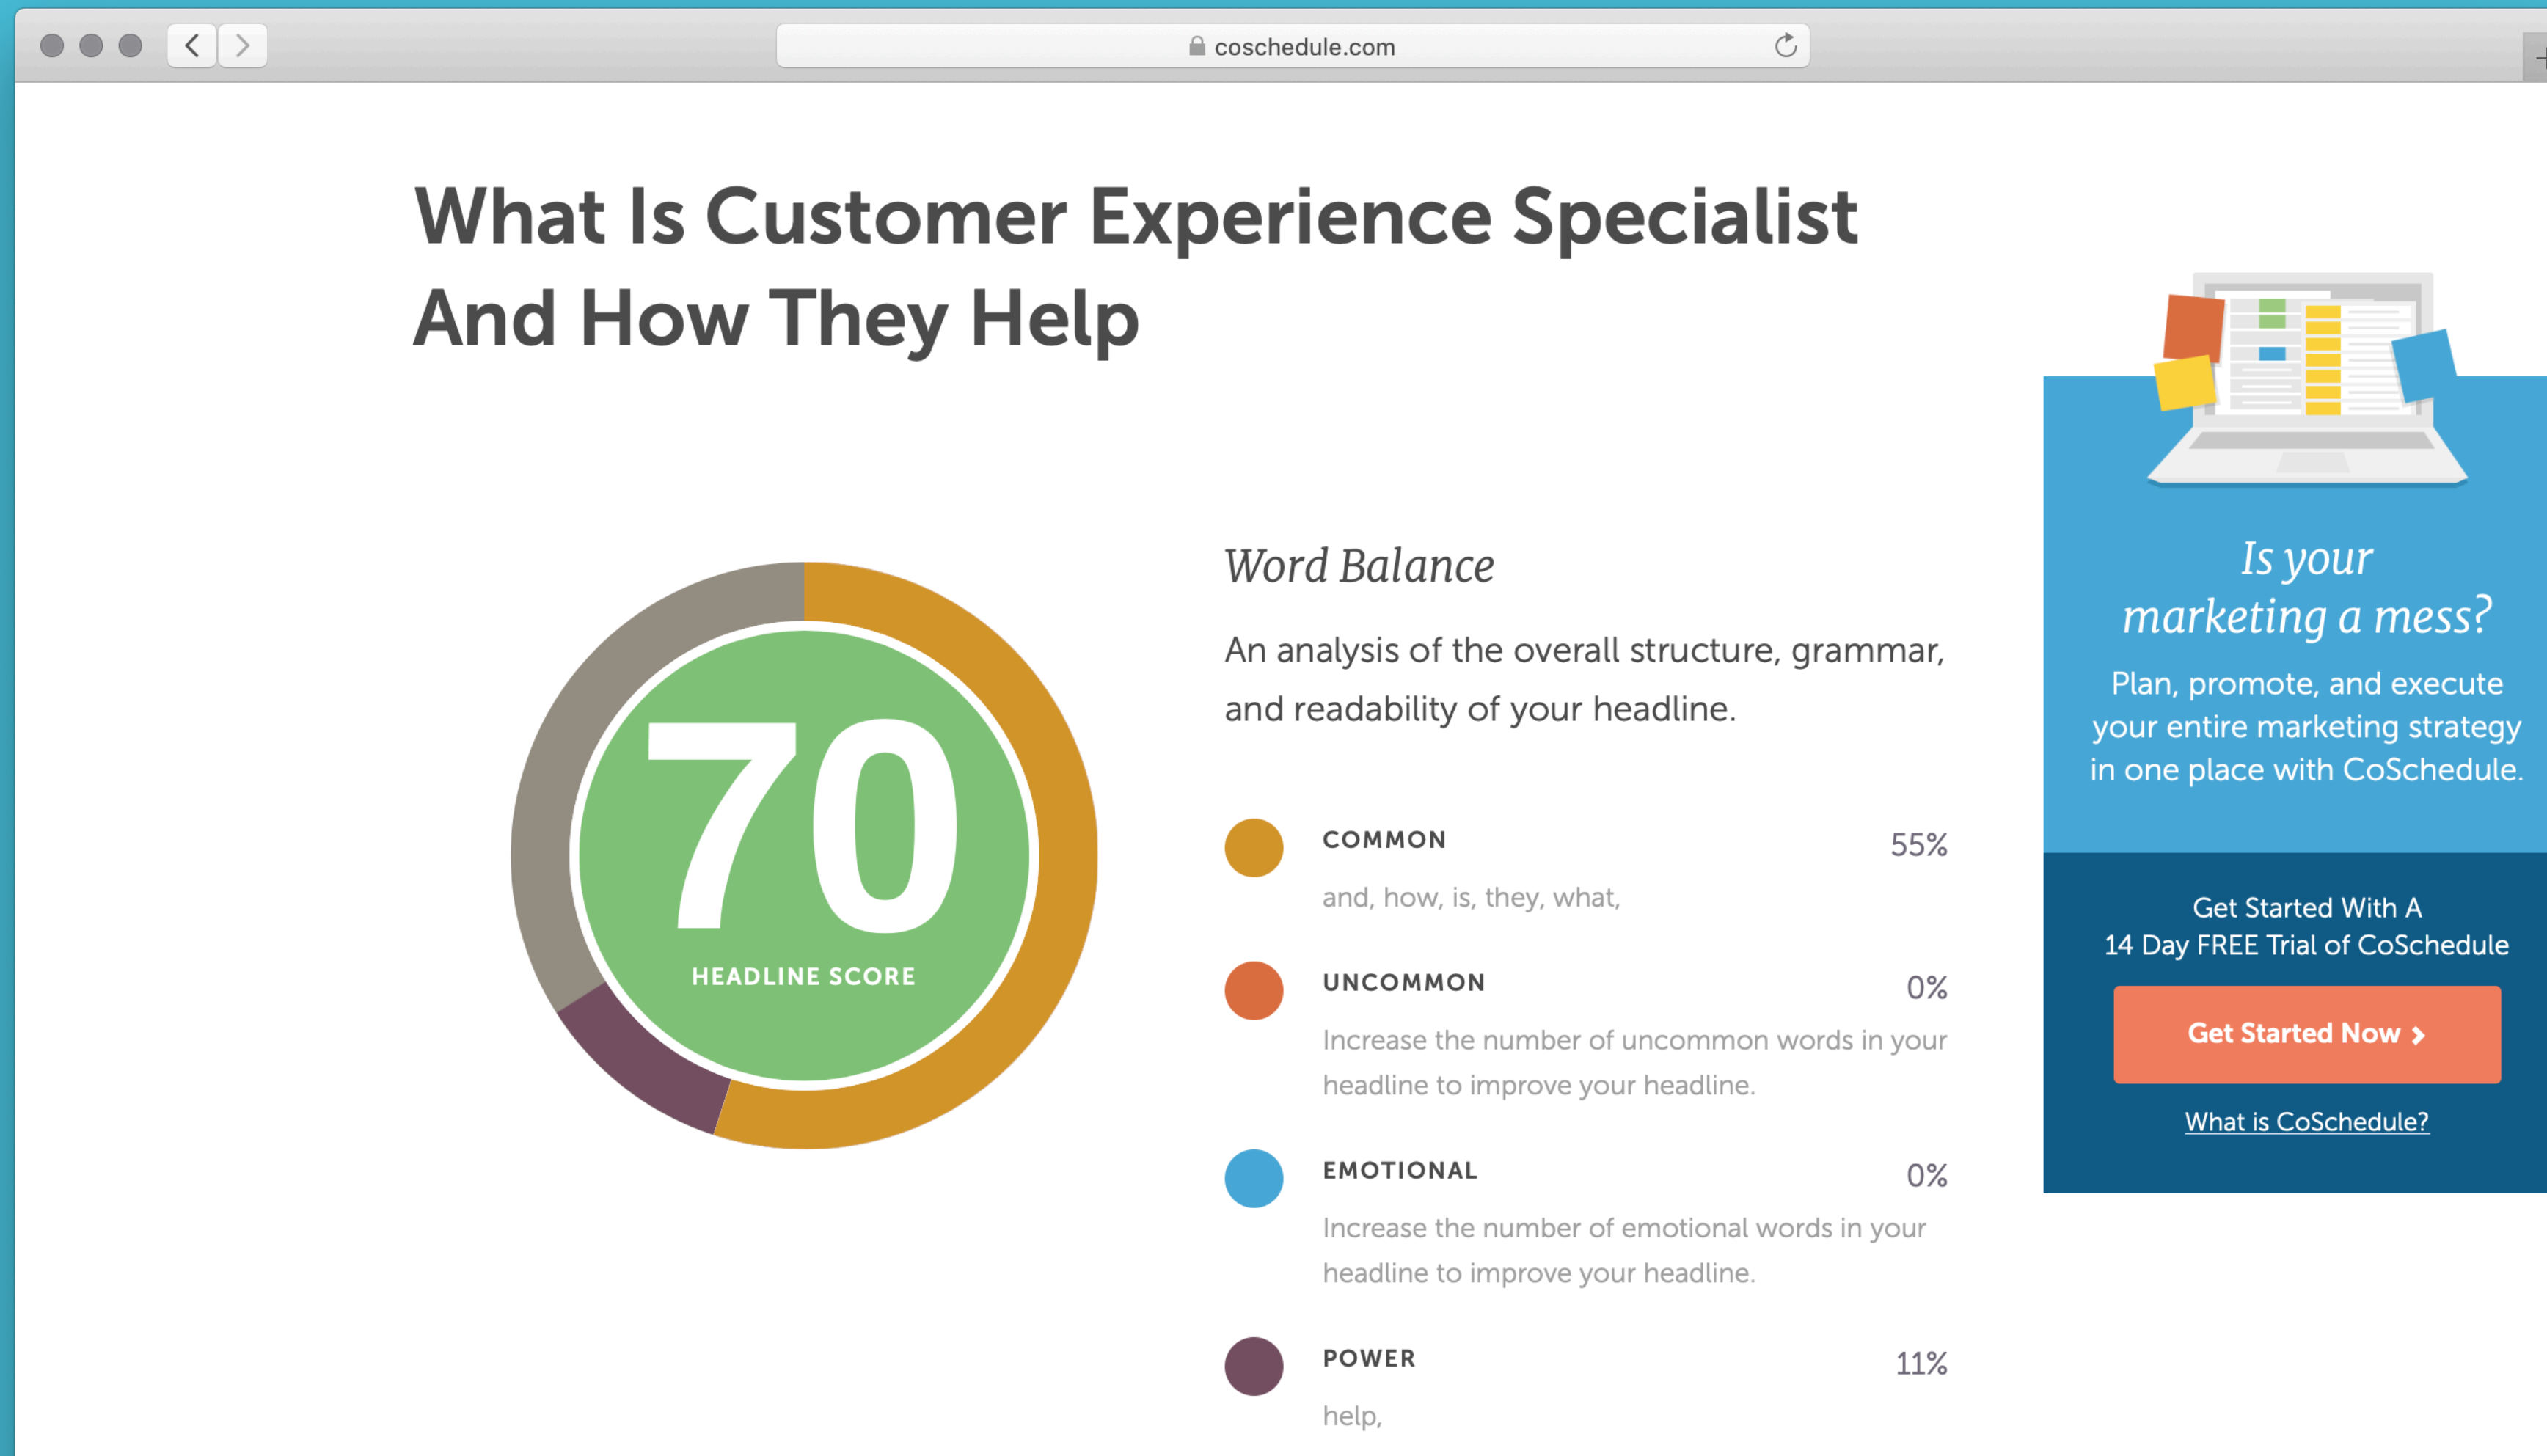 coschedule.com
What Is Customer Experience Specialist
And How They Help
70
HEADLINE SCORE
Word Balance
An analysis of the overall structure, grammar,
and readability of your headline.
COMMON 55%
and, how, is, they, what,
UNCOMMON 0%
Increase the number of uncommon words in your
headline to improve your headline.
EMOTIONAL 0%
Increase the number of emotional words in your
headline to improve your headline.
POWER 11%
help,
Is your
marketing a mess?
Plan, promote, and execute
your entire marketing strategy
in one place with CoSchedule.
Get Started With A
14 Day FREE Trial of CoSchedule
Get Started Now
What is CoSchedule?